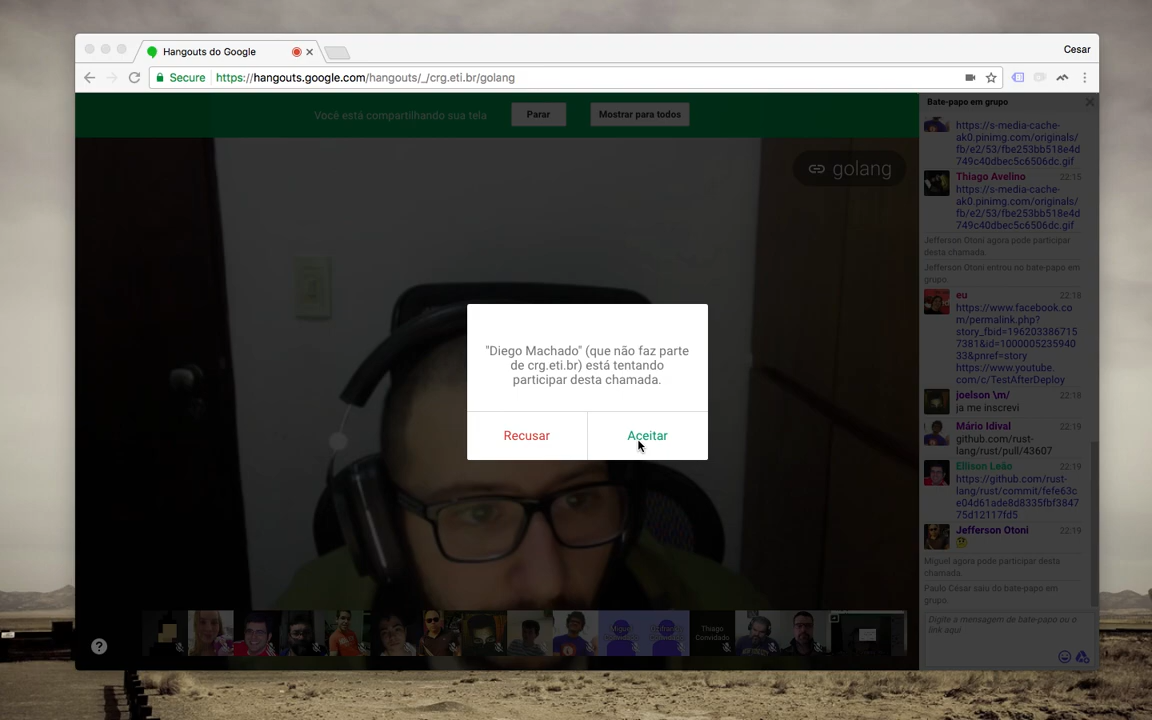 Hangouts do Google
Cesar
Secure
https://hangouts.google.com/hangouts/_/crg.eti.br/golang
Você está compartilhando sua tela
Parar
Mostrar para todos
golang
"Diego Machado" (que não faz parte
de crg.eti.br) está tentando
participar desta chamada.
Recusar
Aceitar
Bate-papo em grupo
https://s-media-cache-
ak0.pinimg.com/originals/
fb/e2/53/fbe253bb518e4d
749c40dbec5c6506dc.gif
Thiago Avelino
22:15
https://s-media-cache-
ak0.pinimg.com/originals/
fb/e2/53/fbe253bb518e4d
749c40dbec5c6506dc.gif
Jefferson Otoni agora pode participar
desta chamada.
Jefferson Otoni entrou no bate-papo em
grupo.
eu
22:18
https://www.facebook.co
m/permalink.php?
story_fbid=196203386715
7381&id=1000005235940
33&pnref=story
https://www.youtube.
com/c/TestAfterDeploy
joelson \m/
22:18
ja me inscrevi
Mário Idival
22:19
github.com/rust-
lang/rust/pull/43607
Ellison Leão
22:19
https://github.com/rust-
lang/rust/commit/fefe63c
e04d61ade8d8335fbf3847
75d12117fd5
Jefferson Otoni
22:19
Miguel agora pode participar desta
chamada.
Paulo César saiu do bate-papo em
grupo.
Digite a mensagem de bate-papo ou o
link aqui
Thiago
Convidado
?